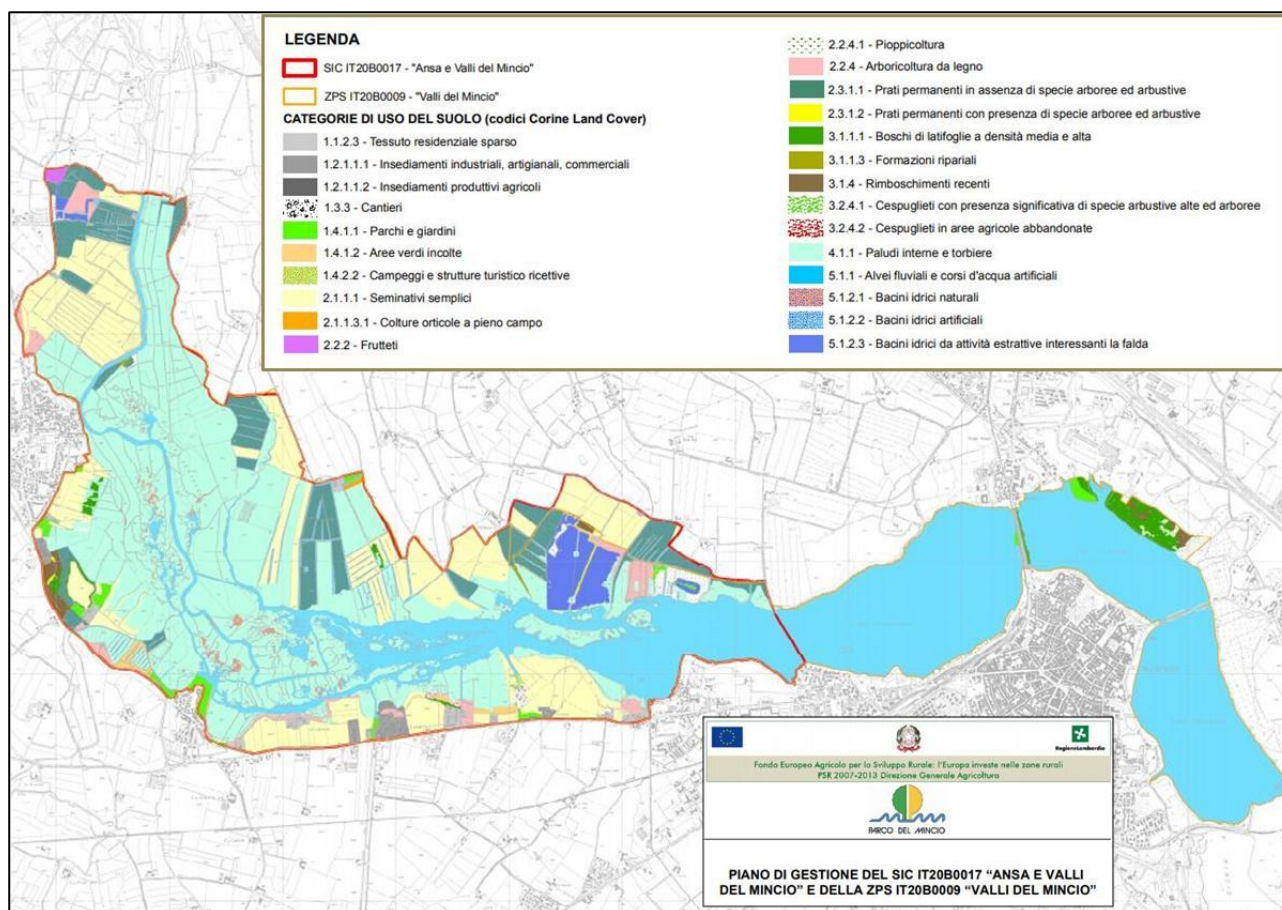 LEGENDA
SIC IT20B0017 - "Ansa e Valli del Mincio"
ZPS IT20B0009 - "Valli del Mincio"
CATEGORIE DI USO DEL SUOLO (codici Corine Land Cover)
1.1.2.3 - Tessuto residenziale sparso
1.2.1.1.1 - Insediamenti industriali, artigianali, commerciali
1.2.1.1.2 - Insediamenti produttivi agricoli
1.3.3 - Cantieri
1.4.1.1 - Parchi e giardini
1.4.1.2 - Aree verdi incolte
1.4.2.2 - Campeggi e strutture turistico ricettive
2.1.1.1 - Seminativi semplici
2.1.1.3.1 - Colture orticole a pieno campo
2.2.2 - Frutteti
2.2.4.1 - Pioppicoltura
2.2.4 - Arboricoltura da legno
2.3.1.1 - Prati permanenti in assenza di specie arboree ed arbustive
2.3.1.2 - Prati permanenti con presenza di specie arboree ed arbustive
3.1.1.1 - Boschi di latifoglie a densità media e alta
3.1.1.3 - Formazioni ripariali
3.1.4 - Rimboschimenti recenti
3.2.4.1 - Cespuglieti con presenza significativa di specie arbustive alte ed arboree
3.2.4.2 - Cespuglieti in aree agricole abbandonate
4.1.1 - Paludi interne e torbiere
5.1.1 - Alvei fluviali e corsi d'acqua artificiali
5.1.2.1 - Bacini idrici naturali
5.1.2.2 - Bacini idrici artificiali
5.1.2.3 - Bacini idrici da attività estrattive interessanti la falda
RegioneLombardia
Fondo Europeo Agricolo per lo Sviluppo Rurale: l'Europa investe nelle zone rurali
PSR 2007-2013 Direzione Generale Agricoltura
PARCO DEL MINCIO
PIANO DI GESTIONE DEL SIC IT20B0017 “ANSA E VALLI
DEL MINCIO” E DELLA ZPS IT20B0009 “VALLI DEL MINCIO”